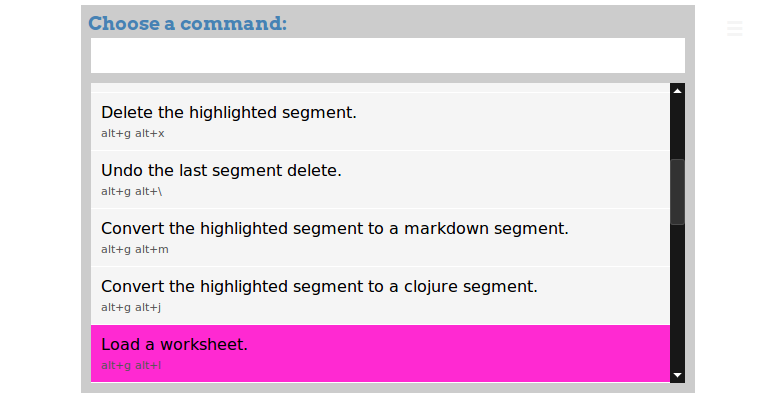 Choose a command:
Delete the highlighted segment.
alt+g alt+x
Undo the last segment delete.
alt+g alt+\
Convert the highlighted segment to a markdown segment.
alt+g alt+m
Convert the highlighted segment to a clojure segment.
alt+g alt+j
Load a worksheet.
alt+g alt+l